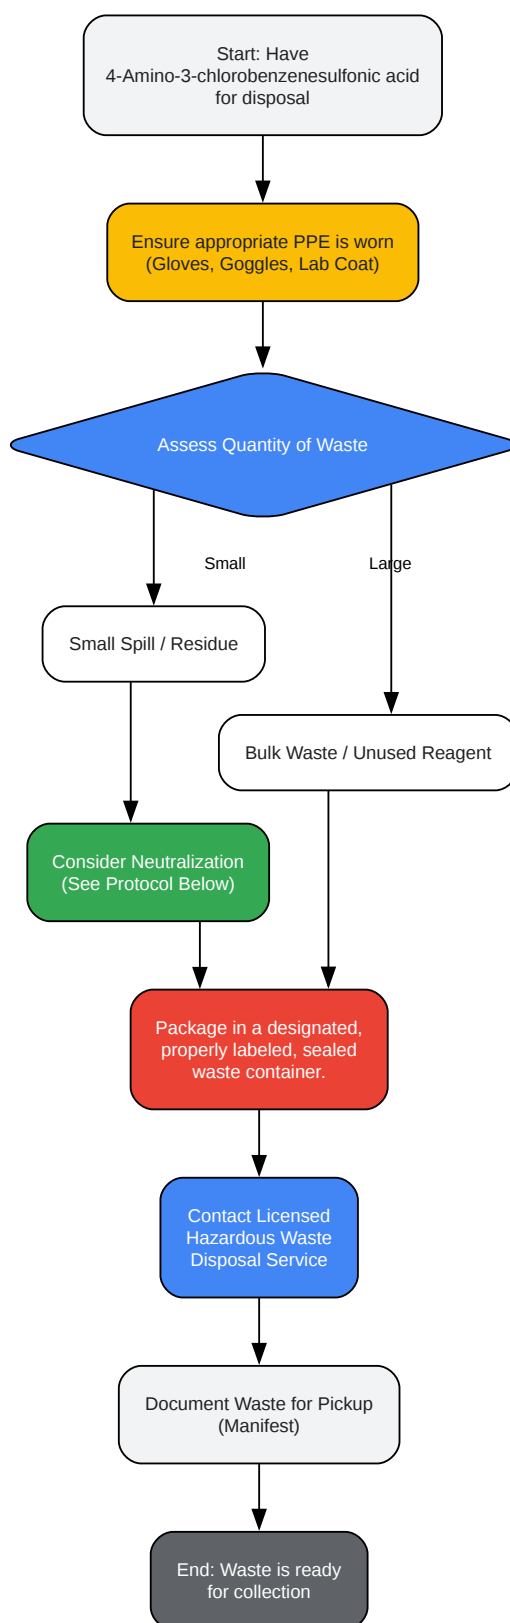 Start: Have
4-Amino-3-chlorobenzenesulfonic acid
for disposal
Ensure appropriate PPE is worn
(Gloves, Goggles, Lab Coat)
Assess Quantity of Waste
Small
Large
Small Spill / Residue
Bulk Waste / Unused Reagent
Consider Neutralization
(See Protocol Below)
Package in a designated,
properly labeled, sealed
waste container.
Contact Licensed
Hazardous Waste
Disposal Service
Document Waste for Pickup
(Manifest)
End: Waste is ready
for collection